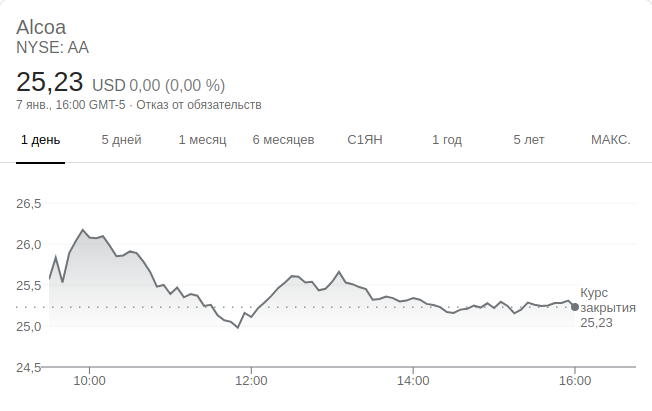 Alcoa
NYSE: AA
25,23 USD 0,00 (0,00 %)
7 янв., 16:00 GMT-5 · Отказ от обязательств
1 день 5 дней 1 месяц 6 месяцев С1ЯН 1 год 5 лет МАКС.
26,5
26,0
25,5
Курс
закрытия
25,23
25,0
24,5
10:00 12:00 14:00 16:00